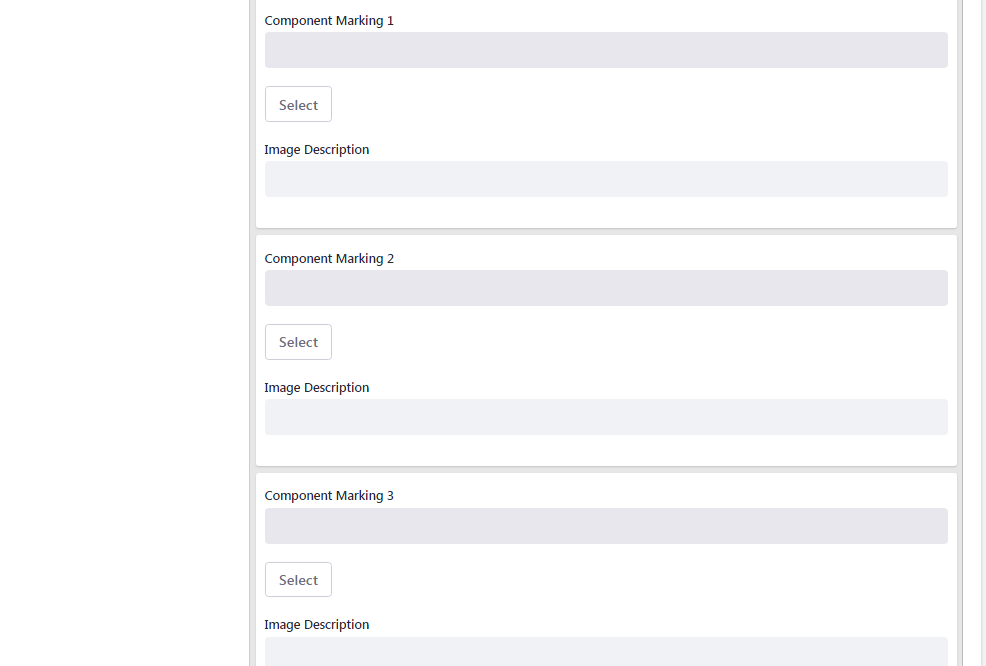 Component Marking 1
Select
Image Description
Component Marking 2
Select
Image Description
Component Marking 3
Select
Image Description